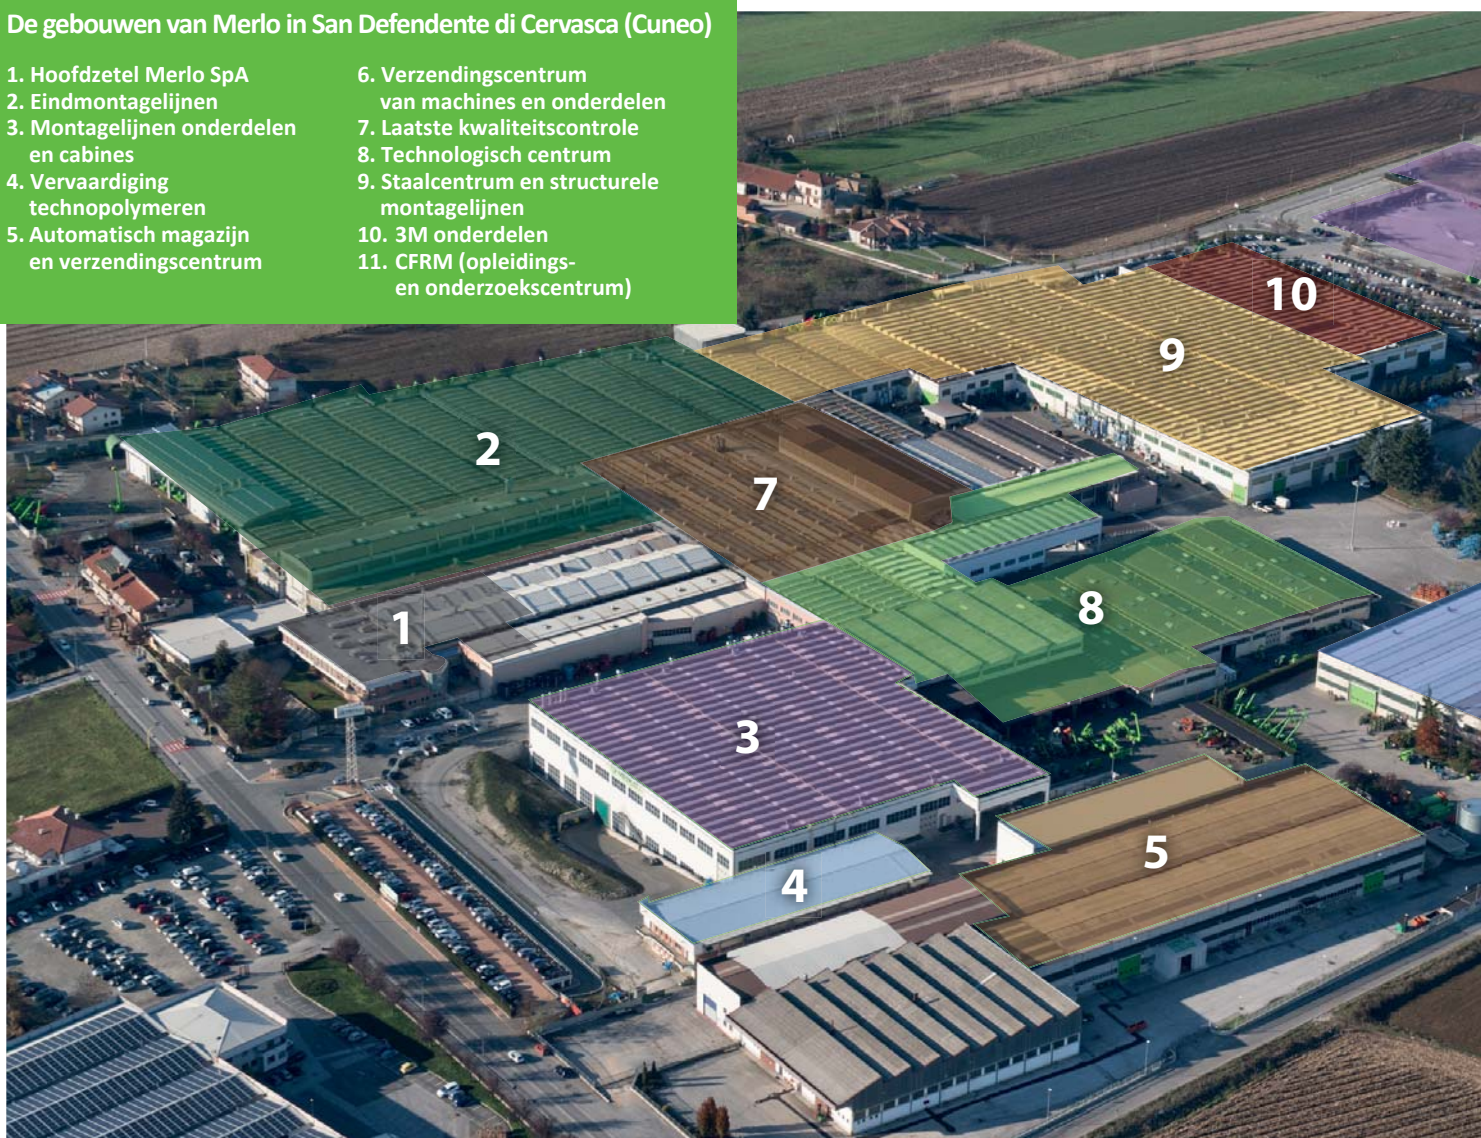 De gebouwen van Merlo in San Defendente di Cervasca (Cuneo)
1. Hoofdzetel Merlo SpA
2. Eindmontagelijnen
3. Montagelijnen onderdelen
en cabines
4. Vervaardiging
technopolymeren
5. Automatisch magazijn
en verzendingscentrum
6. Verzendingscentrum
van machines en onderdelen
7. Laatste kwaliteitscontrole
8. Technologisch centrum
9. Staalcentrum en structurele
montagelijnen
10. 3M onderdelen
11. CFRM (opleidings-
en onderzoekscentrum)
10
9
2
7
8
1
3
5
4